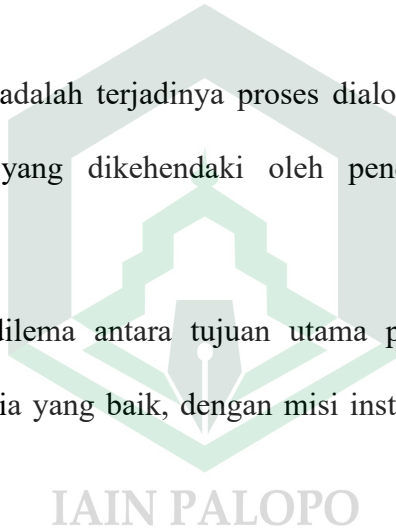 adalah terjadinya proses dialo
yang dikehendaki oleh pen
dilema antara tujuan utama p
ia yang baik, dengan misi inst
IAIN PALOPO